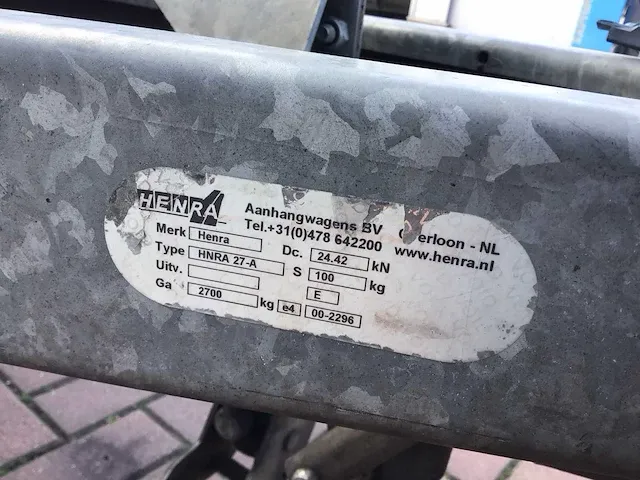 HENRA
Aanhangwagens BV Overloon - NL
Tel.+31(0)478 642200 www.henra.nl
Merk Henra Dc. 24.42 kN
Type HNRA 27-A S 100 kg
Uitv. E
Ga 2700 kg e4 00-2296